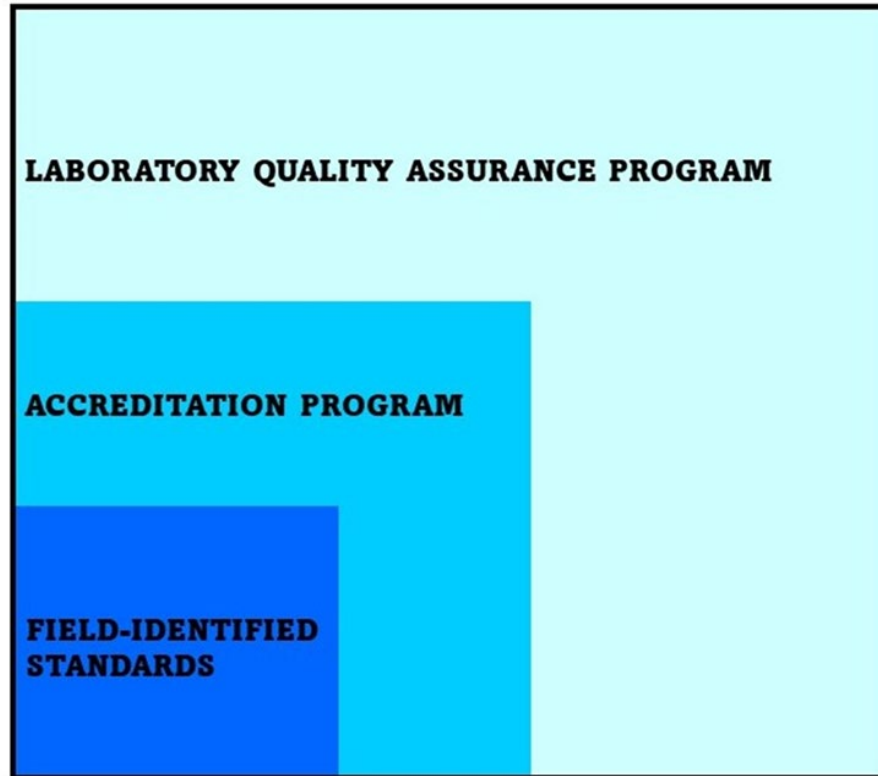 LABORATORY QUALITY ASSURANCE PROGRAM
ACCREDITATION PROGRAM
FIELD-IDENTIFIED
STANDARDS